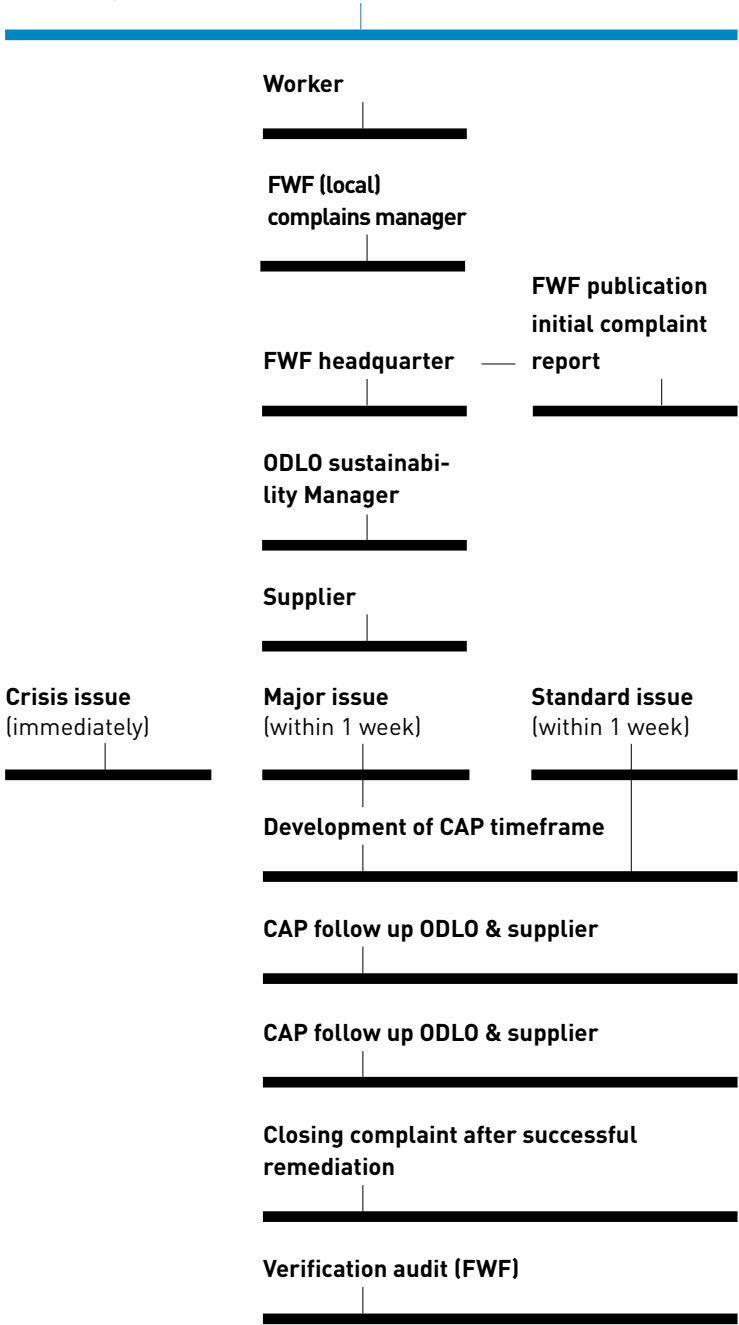 Worker
FWF (local)
complains manager
FWF publication
initial complaint
FWF headquarter
report
ODLO sustainabi-
lity Manager
Supplier
Crisis issue
(immediately)
Major issue
(within 1 week)
Standard issue
(within 1 week)
Development of CAP timeframe
CAP follow up ODLO & supplier
CAP follow up ODLO & supplier
Closing complaint after successful
remediation
Verification audit (FWF)